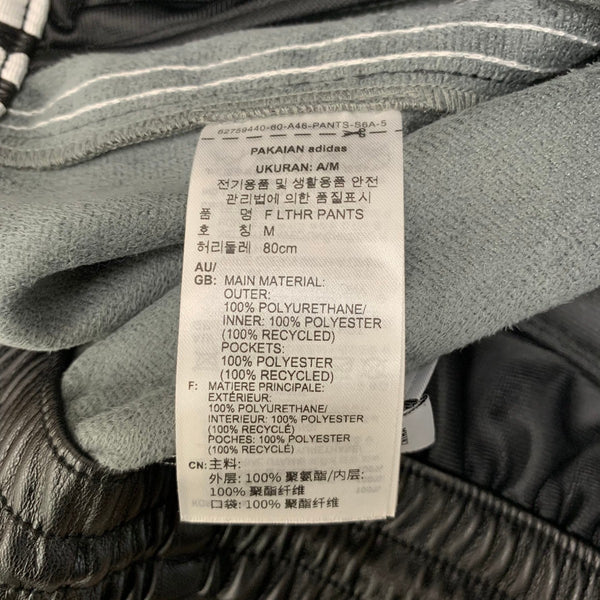 62759440-60-A46-PANTS-S6A-5
PAKAIAN adidas
UKURAN: A/M
전기용품 및 생활용품 안전
관리법에 의한 품질표시
품 명 F LTHR PANTS
호 칭 M
허리둘레 80cm
AU/
GB: MAIN MATERIAL:
OUTER:
100% POLYURETHANE/
INNER: 100% POLYESTER
(100% RECYCLED)
POCKETS:
100% POLYESTER
(100% RECYCLED)
F: MATIERE PRINCIPALE:
EXTÉRIEUR:
100% POLYURETHANE/
INTERIEUR: 100% POLYESTER
(100% RECYCLÉ)
POCHES: 100% POLYESTER
(100% RECYCLÉ)
CN: 主料:
外层: 100% 聚氨酯/内层:
100% 聚酯纤维
口袋: 100% 聚酯纤维